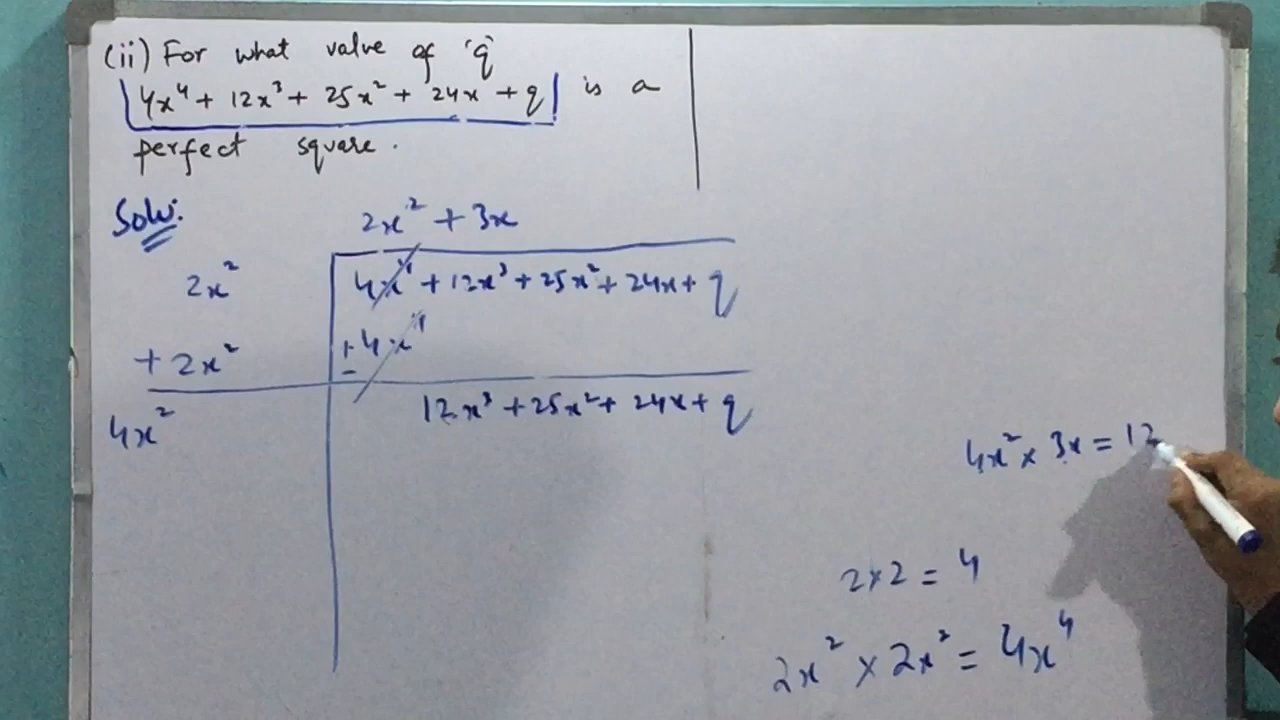 (ii) For what value of 'q'
4x⁴ + 12x³ + 25x² + 24x + q is a
perfect square.
Solu:
2x² + 3x
2x² 4x⁴ + 12x³ + 25x² + 24x + q
+ 2x² + 4x⁴
−
4x² 12x³ + 25x² + 24x + q
4x² × 3x = 12
2 × 2 = 4
2x² × 2x² = 4x⁴